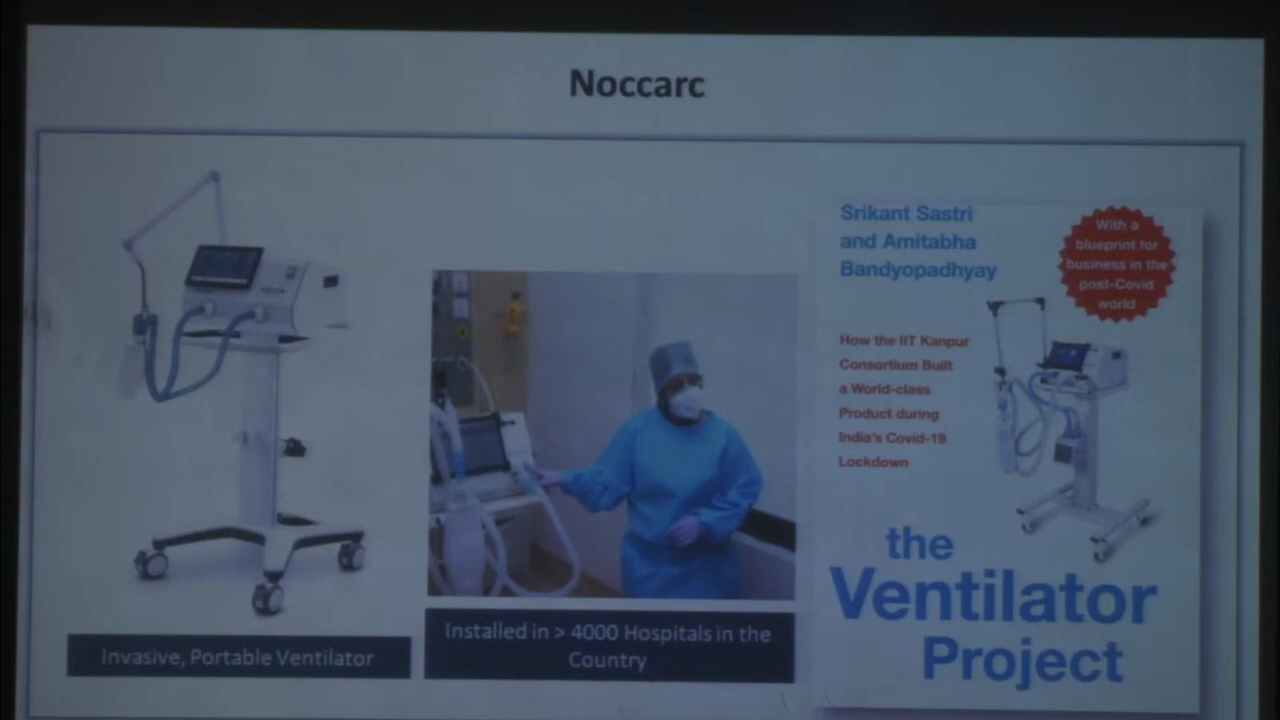 Noccarc
Invasive, Portable Ventilator
Installed in > 4000 Hospitals in the
Country
Srikant Sastri
and Amitabha
Bandyopadhyay
With a
blueprint for
business in the
post-Covid
world
How the IIT Kanpur
Consortium Built
a World-class
Product during
India's Covid-19
Lockdown
the
Ventilator
Project